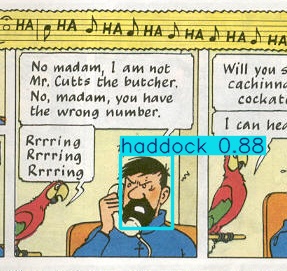 HA HA HA HA HA HA HA
No madam, I am not
Mr. Cutts the butcher.
No, madam, you have
the wrong number.
Rrrring
Rrrring
Rrrring
haddock 0.88
Will you s
cachinna
cockat
I can hea